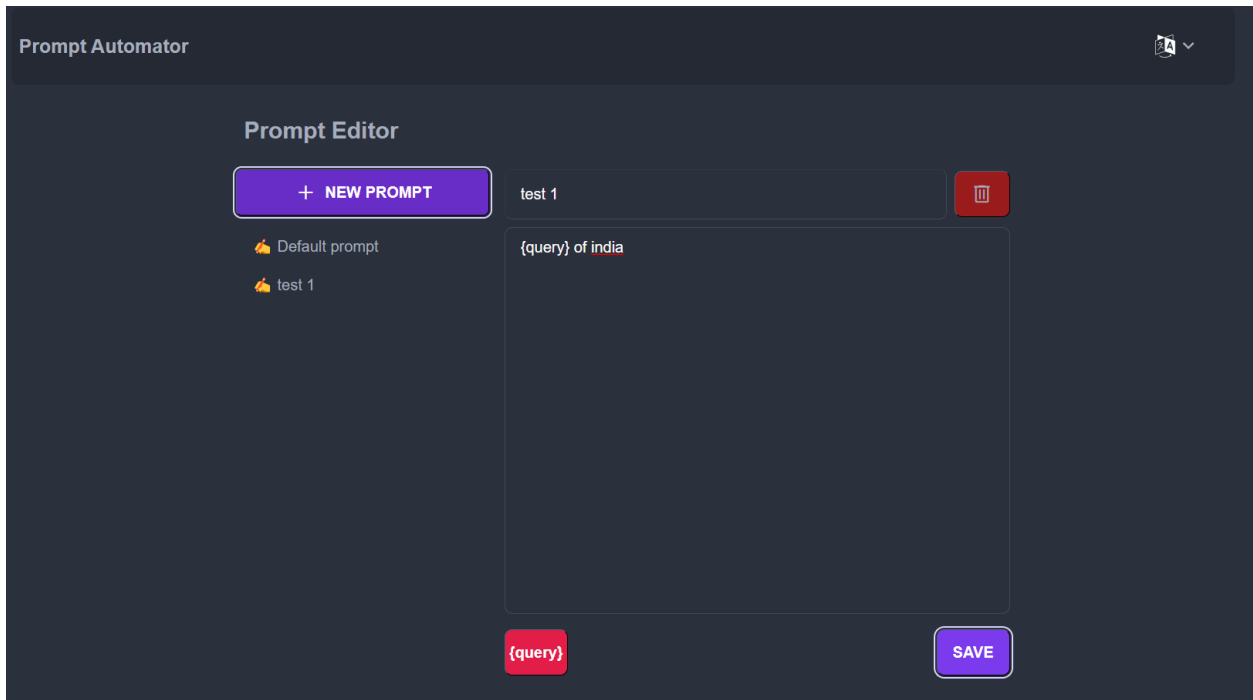 Prompt Automator
Prompt Editor
+ NEW PROMPT
test 1
✍️ Default prompt
✍️ test 1
{query} of india
{query}
SAVE